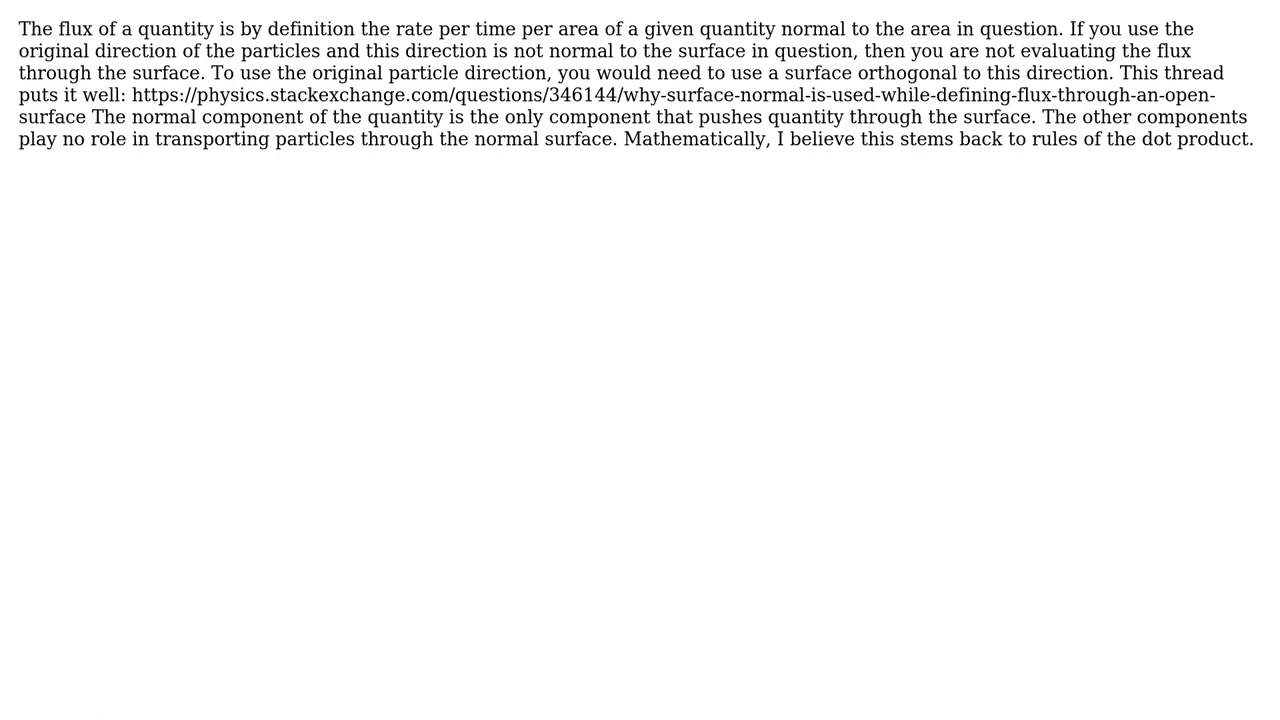 The flux of a quantity is by definition the rate per time per area of a given quantity normal to the area in question. If you use the
original direction of the particles and this direction is not normal to the surface in question, then you are not evaluating the flux
through the surface. To use the original particle direction, you would need to use a surface orthogonal to this direction. This thread
puts it well: https://physics.stackexchange.com/questions/346144/why-surface-normal-is-used-while-defining-flux-through-an-open-
surface The normal component of the quantity is the only component that pushes quantity through the surface. The other components
play no role in transporting particles through the normal surface. Mathematically, I believe this stems back to rules of the dot product.